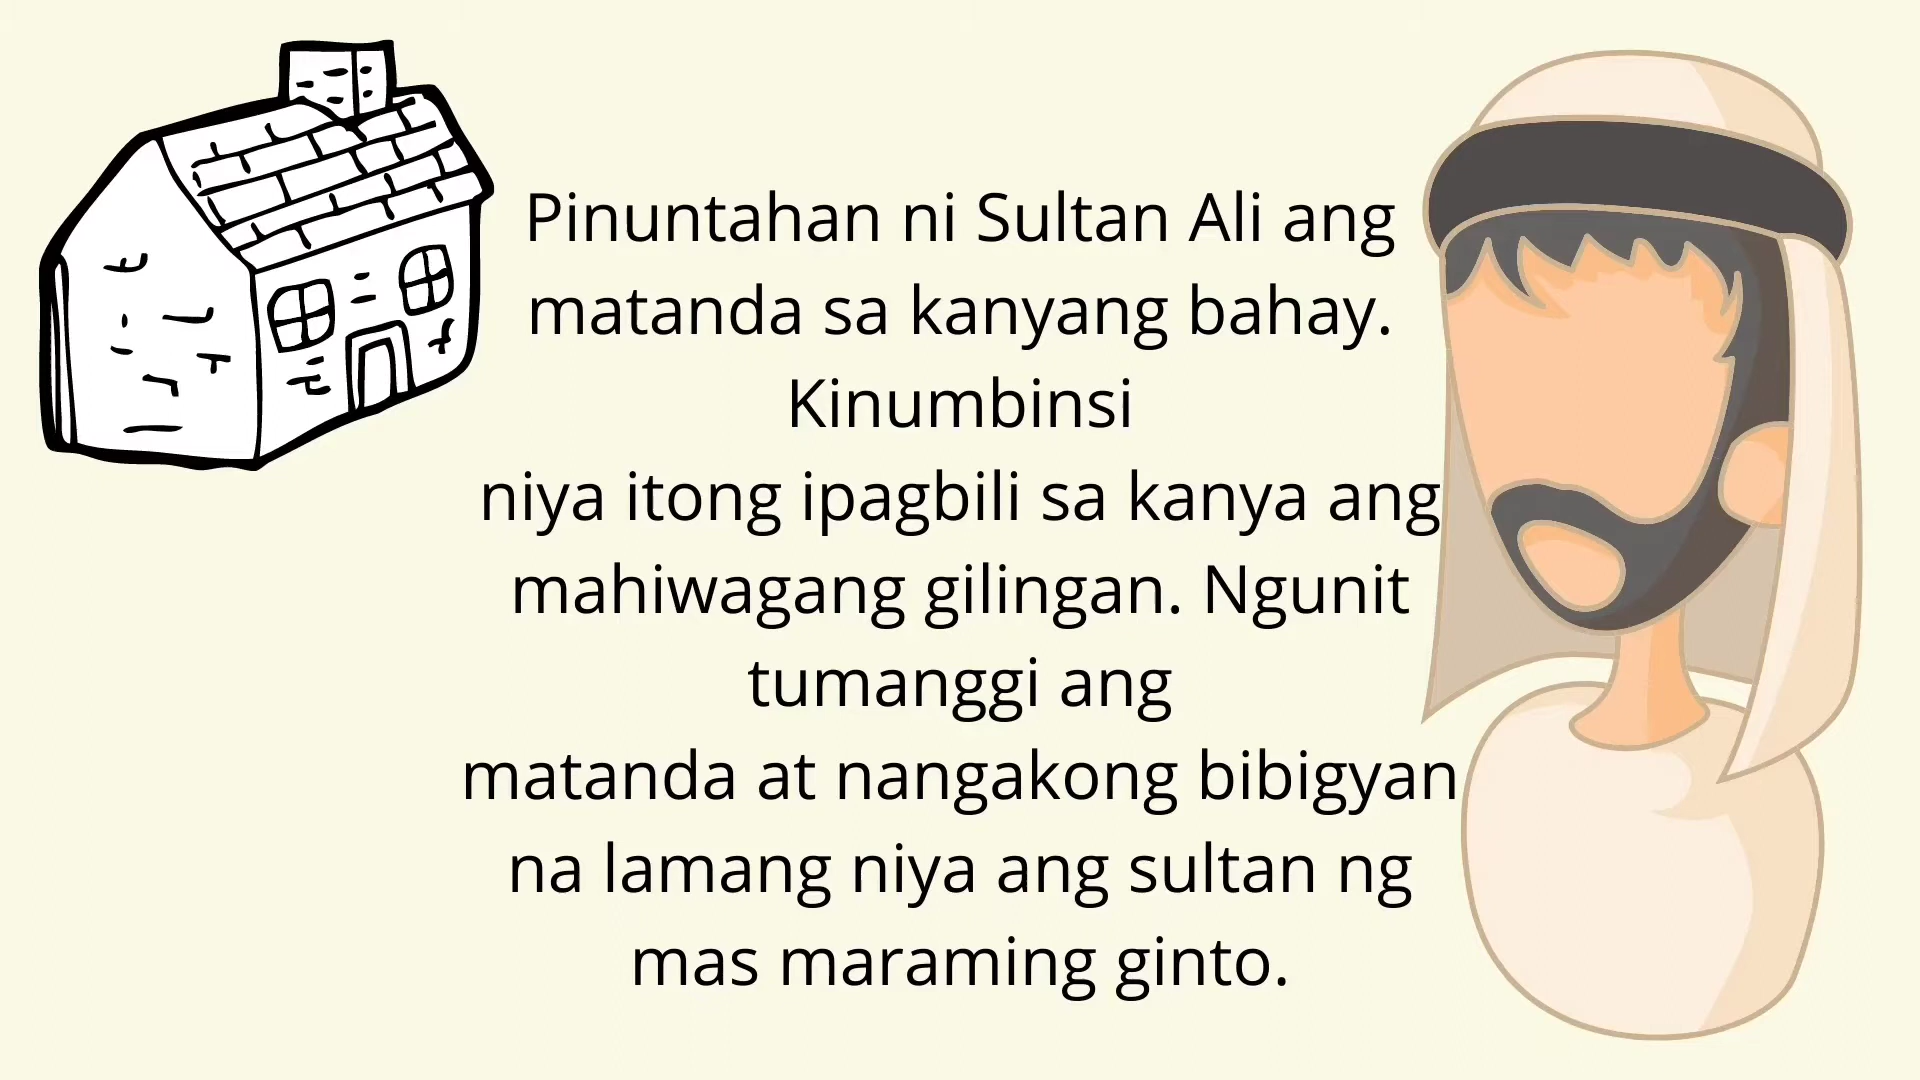 Pinuntahan ni Sultan Ali ang
matanda sa kanyang bahay.
Kinumbinsi
niya itong ipagbili sa kanya ang
mahiwagang gilingan. Ngunit
tumanggi ang
matanda at nangakong bibigyan
na lamang niya ang sultan ng
mas maraming ginto.